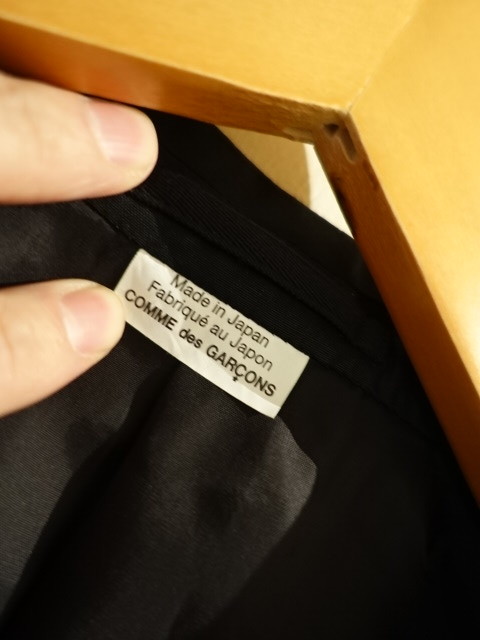 Made in Japan
Fabriqué au Japon
COMME des GARÇONS